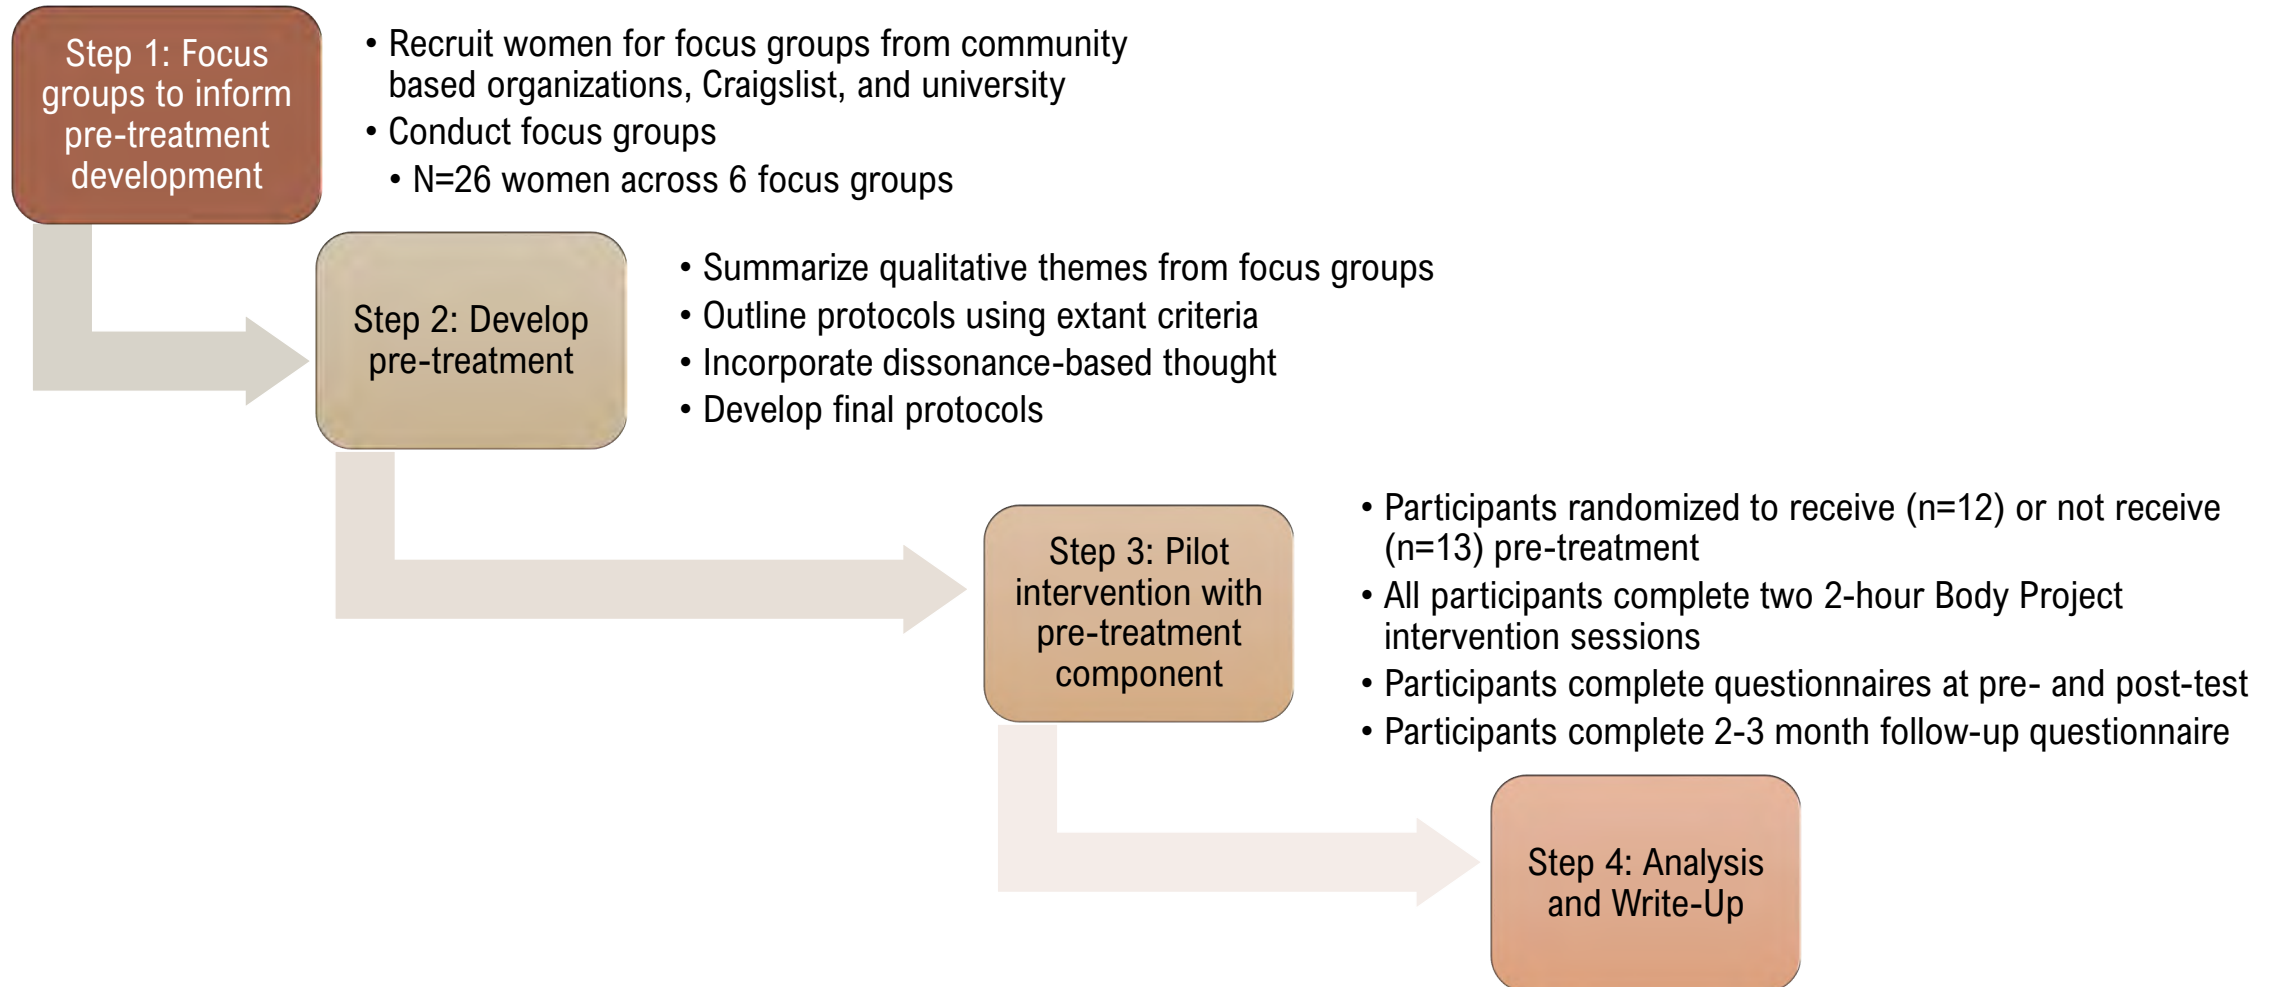 Step 1: Focus
groups to inform
pre-treatment
development
• Recruit women for focus groups from community
based organizations, Craigslist, and university
• Conduct focus groups
• N=26 women across 6 focus groups
Step 2: Develop
pre-treatment
• Summarize qualitative themes from focus groups
• Outline protocols using extant criteria
• Incorporate dissonance-based thought
• Develop final protocols
Step 3: Pilot
intervention with
pre-treatment
component
• Participants randomized to receive (n=12) or not receive
(n=13) pre-treatment
• All participants complete two 2-hour Body Project
intervention sessions
• Participants complete questionnaires at pre- and post-test
• Participants complete 2-3 month follow-up questionnaire
Step 4: Analysis
and Write-Up